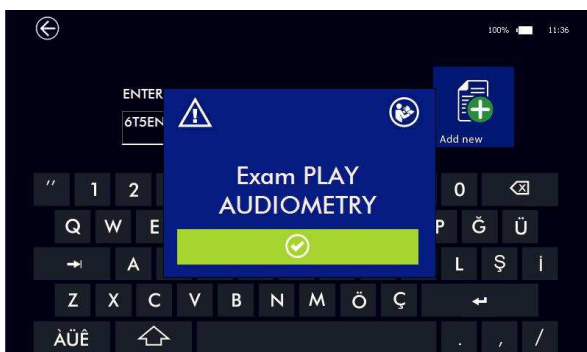 100% 11:36
ENTER
6T5EN
Add new
Exam PLAY
AUDIOMETRY
" 1 2 0
Q W E P Ğ Ü
A L Ş İ
Z X C V B N M Ö Ç
ÀÜÊ . , /